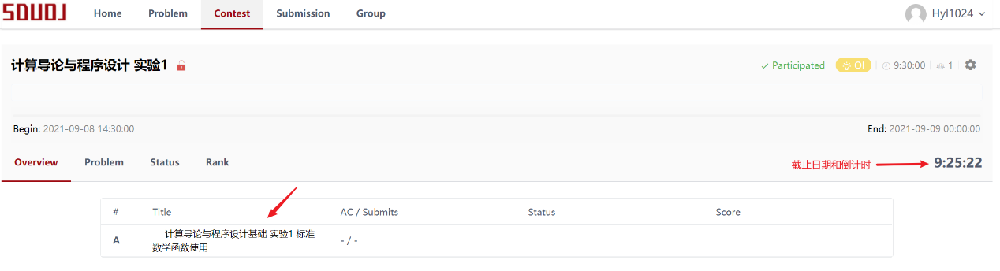 SDUOJ Home Problem Contest Submission Group Hyl1024
计算导论与程序设计 实验1 Participated OI 9:30:00 1
Begin: 2021-09-08 14:30:00 End: 2021-09-09 00:00:00
Overview Problem Status Rank 截止日期和倒计时 9:25:22
# Title AC / Submits Status Score
A 计算导论与程序设计基础 实验1 标准 - / -
数学函数使用